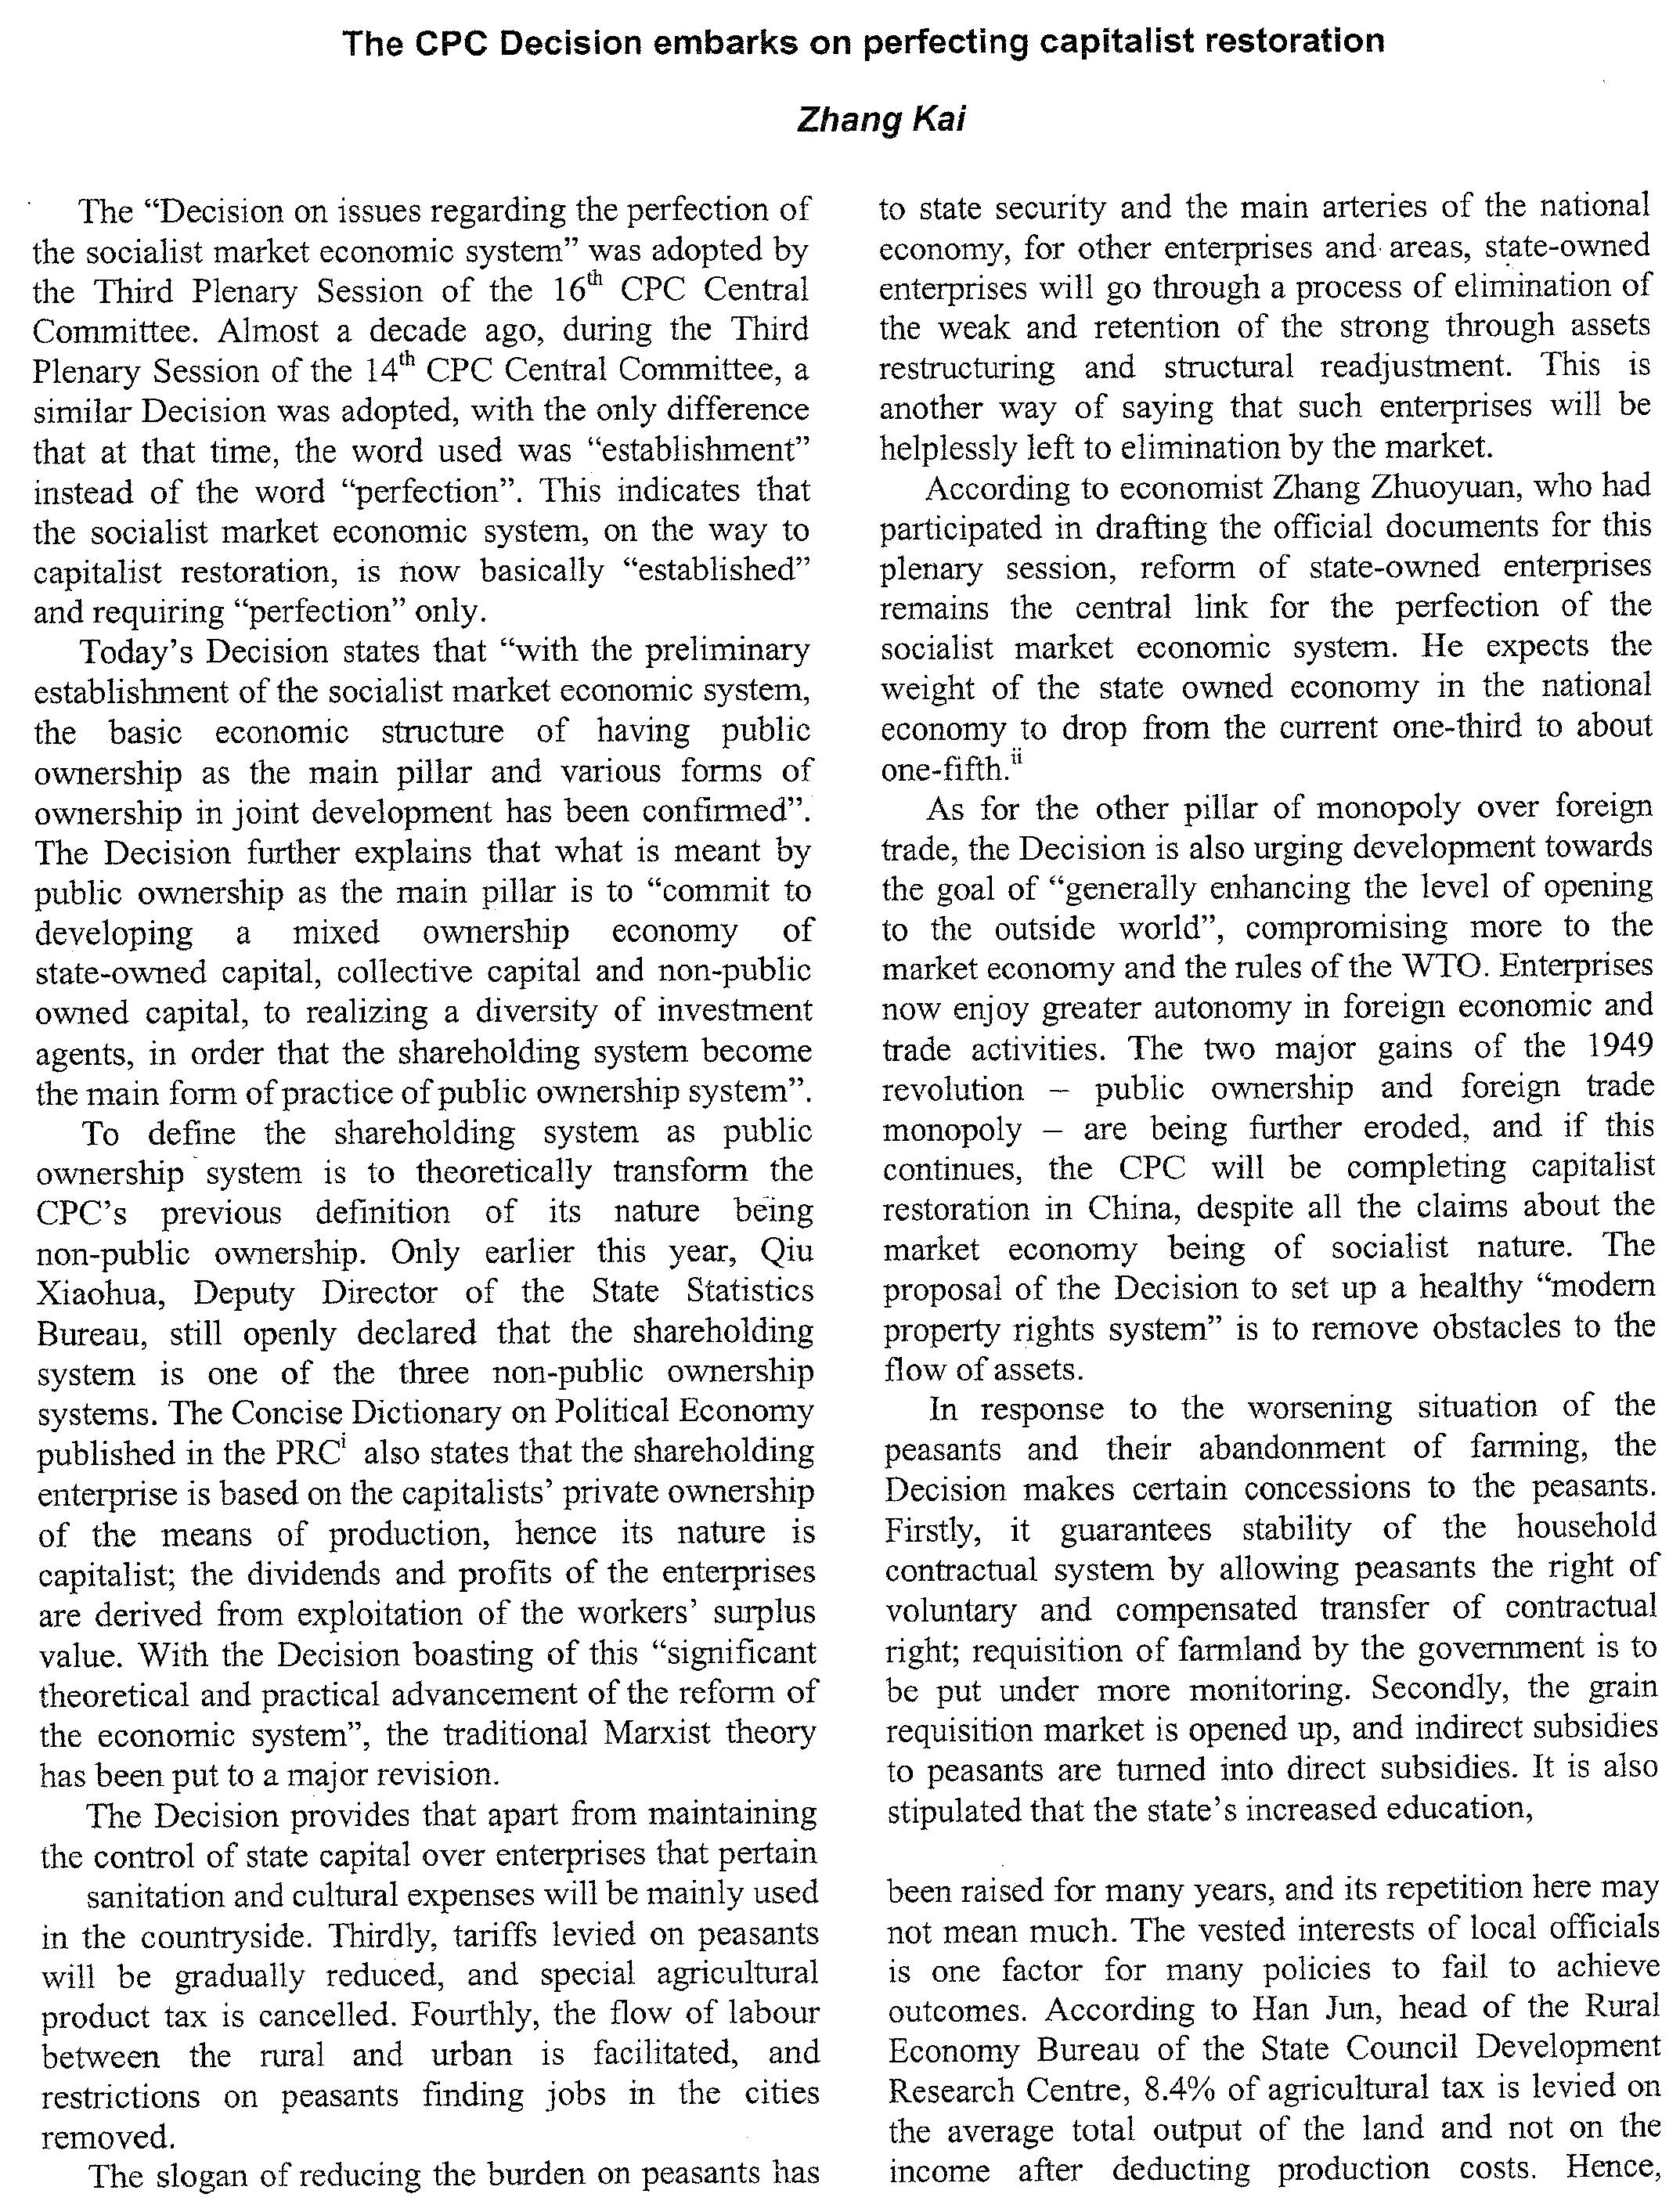 The CPC Decision embarks on perfecting capitalist restoration
Zhang Kai
The “Decision on issues regarding the perfection of
the socialist market economic system” was adopted by
the Third Plenary Session of the 16th CPC Central
Committee. Almost a decade ago, during the Third
Plenary Session of the 14th CPC Central Committee, a
similar Decision was adopted, with the only difference
that at that time, the word used was “establishment”
instead of the word “perfection”. This indicates that
the socialist market economic system, on the way to
capitalist restoration, is now basically “established”
and requiring “perfection” only.
Today’s Decision states that “with the preliminary
establishment of the socialist market economic system,
the basic economic structure of having public
ownership as the main pillar and various forms of
ownership in joint development has been confirmed”.
The Decision further explains that what is meant by
public ownership as the main pillar is to “commit to
developing a mixed ownership economy of
state-owned capital, collective capital and non-public
owned capital, to realizing a diversity of investment
agents, in order that the shareholding system become
the main form of practice of public ownership system”.
To define the shareholding system as public
ownership system is to theoretically transform the
CPC’s previous definition of its nature being
non-public ownership. Only earlier this year, Qiu
Xiaohua, Deputy Director of the State Statistics
Bureau, still openly declared that the shareholding
system is one of the three non-public ownership
systems. The Concise Dictionary on Political Economy
published in the PRCi also states that the shareholding
enterprise is based on the capitalists’ private ownership
of the means of production, hence its nature is
capitalist; the dividends and profits of the enterprises
are derived from exploitation of the workers’ surplus
value. With the Decision boasting of this “significant
theoretical and practical advancement of the reform of
the economic system”, the traditional Marxist theory
has been put to a major revision.
The Decision provides that apart from maintaining
the control of state capital over enterprises that pertain
to state security and the main arteries of the national
economy, for other enterprises and areas, state-owned
enterprises will go through a process of elimination of
the weak and retention of the strong through assets
restructuring and structural readjustment. This is
another way of saying that such enterprises will be
helplessly left to elimination by the market.
According to economist Zhang Zhuoyuan, who had
participated in drafting the official documents for this
plenary session, reform of state-owned enterprises
remains the central link for the perfection of the
socialist market economic system. He expects the
weight of the state owned economy in the national
economy to drop from the current one-third to about
one-fifth.ii
As for the other pillar of monopoly over foreign
trade, the Decision is also urging development towards
the goal of “generally enhancing the level of opening
to the outside world”, compromising more to the
market economy and the rules of the WTO. Enterprises
now enjoy greater autonomy in foreign economic and
trade activities. The two major gains of the 1949
revolution – public ownership and foreign trade
monopoly – are being further eroded, and if this
continues, the CPC will be completing capitalist
restoration in China, despite all the claims about the
market economy being of socialist nature. The
proposal of the Decision to set up a healthy “modern
property rights system” is to remove obstacles to the
flow of assets.
In response to the worsening situation of the
peasants and their abandonment of farming, the
Decision makes certain concessions to the peasants.
Firstly, it guarantees stability of the household
contractual system by allowing peasants the right of
voluntary and compensated transfer of contractual
right; requisition of farmland by the government is to
be put under more monitoring. Secondly, the grain
requisition market is opened up, and indirect subsidies
to peasants are turned into direct subsidies. It is also
stipulated that the state’s increased education,
sanitation and cultural expenses will be mainly used
in the countryside. Thirdly, tariffs levied on peasants
will be gradually reduced, and special agricultural
product tax is cancelled. Fourthly, the flow of labour
between the rural and urban is facilitated, and
restrictions on peasants finding jobs in the cities
removed.
The slogan of reducing the burden on peasants has
been raised for many years, and its repetition here may
not mean much. The vested interests of local officials
is one factor for many policies to fail to achieve
outcomes. According to Han Jun, head of the Rural
Economy Bureau of the State Council Development
Research Centre, 8.4% of agricultural tax is levied on
the average total output of the land and not on the
income after deducting production costs. Hence,